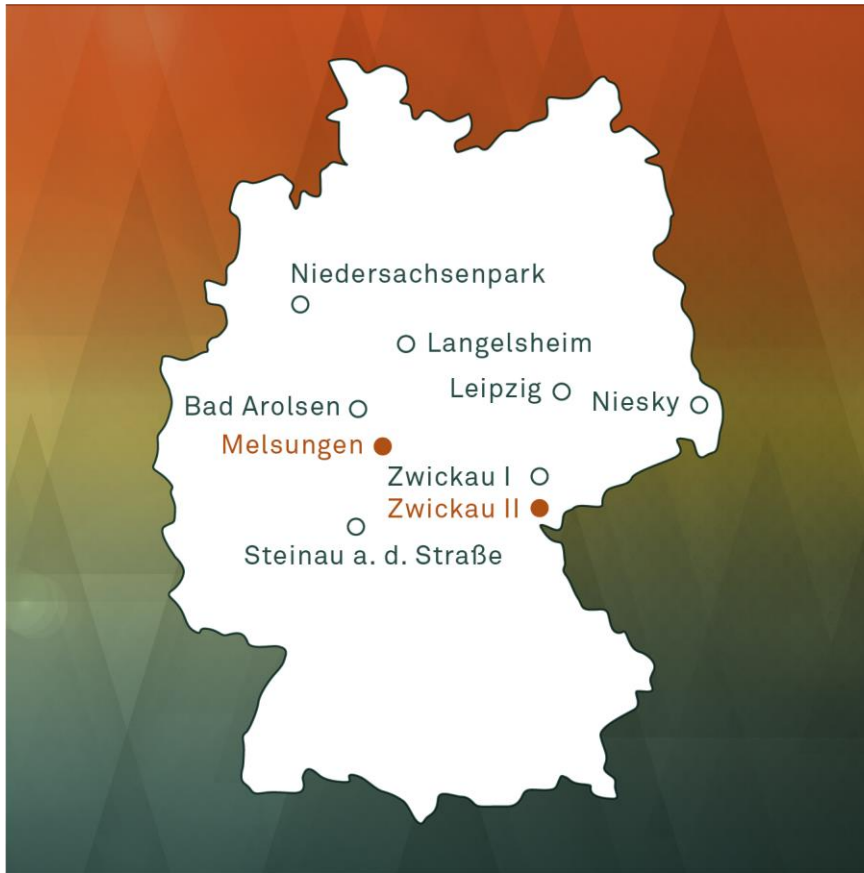 Niedersachsenpark
Langelsheim
Leipzig
Niesky
Bad Arolsen
Melsungen
Zwickau I
Zwickau II
Steinau a. d. Straße